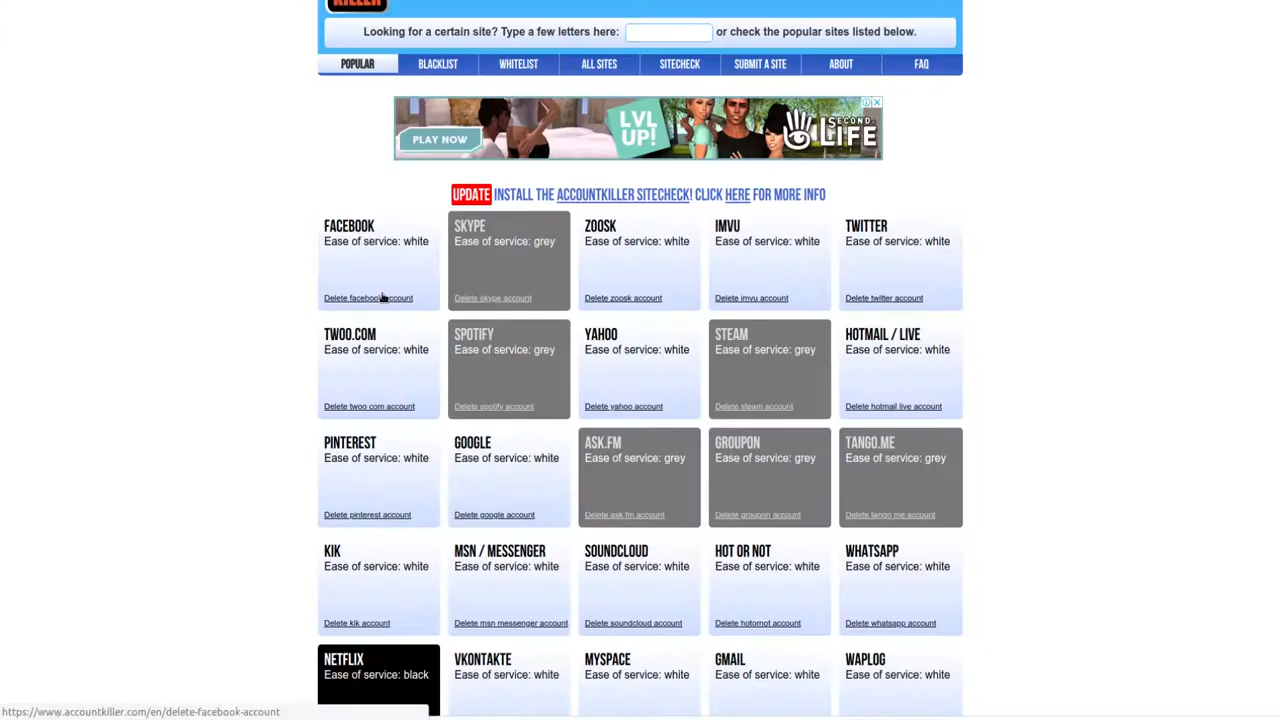 KILLER
Looking for a certain site? Type a few letters here: or check the popular sites listed below.
POPULAR BLACKLIST WHITELIST ALL SITES SITECHECK SUBMIT A SITE ABOUT FAQ
PLAY NOW
LVL
UP!
SECOND
LIFE
UPDATE INSTALL THE ACCOUNTKILLER SITECHECK! CLICK HERE FOR MORE INFO
FACEBOOK
Ease of service: white
Delete facebook account
SKYPE
Ease of service: grey
Delete skype account
ZOOSK
Ease of service: white
Delete zoosk account
IMVU
Ease of service: white
Delete imvu account
TWITTER
Ease of service: white
Delete twitter account
TWOO.COM
Ease of service: white
Delete twoo com account
SPOTIFY
Ease of service: grey
Delete spotify account
YAHOO
Ease of service: white
Delete yahoo account
STEAM
Ease of service: grey
Delete steam account
HOTMAIL / LIVE
Ease of service: white
Delete hotmail live account
PINTEREST
Ease of service: white
Delete pinterest account
GOOGLE
Ease of service: white
Delete google account
ASK.FM
Ease of service: grey
Delete ask fm account
GROUPON
Ease of service: grey
Delete groupon account
TANGO.ME
Ease of service: grey
Delete tango me account
KIK
Ease of service: white
Delete kik account
MSN / MESSENGER
Ease of service: white
Delete msn messenger account
SOUNDCLOUD
Ease of service: white
Delete soundcloud account
HOT OR NOT
Ease of service: white
Delete hotornot account
WHATSAPP
Ease of service: white
Delete whatsapp account
NETFLIX
Ease of service: black
VKONTAKTE
Ease of service: white
MYSPACE
Ease of service: white
GMAIL
Ease of service: white
WAPLOG
Ease of service: white
https://www.accountkiller.com/en/delete-facebook-account